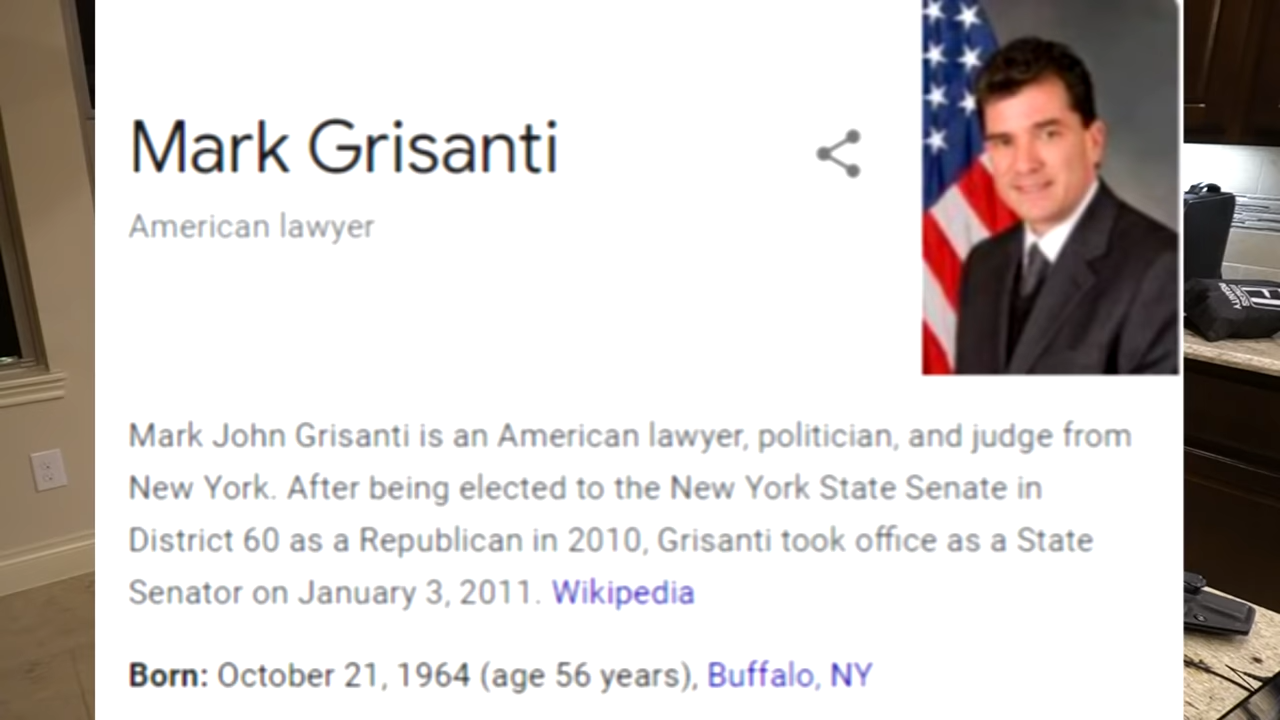 Mark Grisanti
American lawyer
Mark John Grisanti is an American lawyer, politician, and judge from
New York. After being elected to the New York State Senate in
District 60 as a Republican in 2010, Grisanti took office as a State
Senator on January 3, 2011. Wikipedia
Born: October 21, 1964 (age 56 years), Buffalo, NY